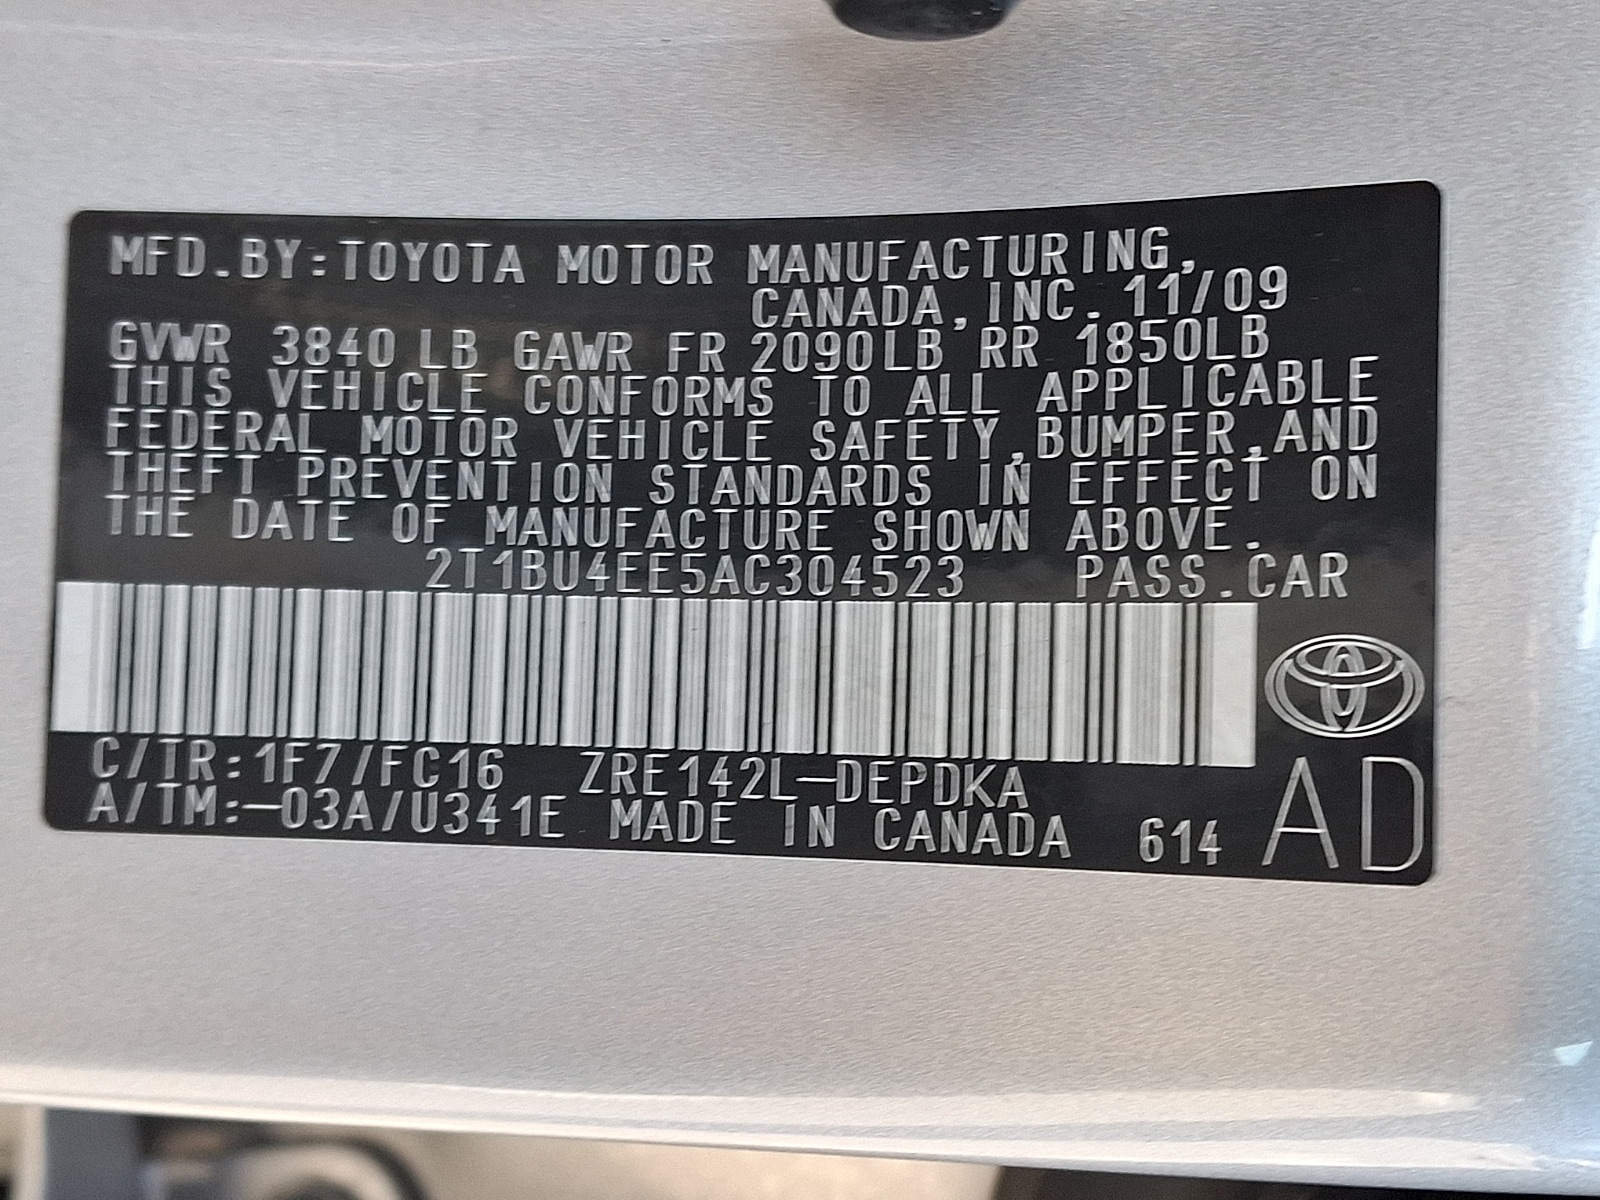 MFD.BY:TOYOTA MOTOR MANUFACTURING,
CANADA,INC. 11/09
GVWR 3840 LB GAWR FR 2090LB RR 1850LB
THIS VEHICLE CONFORMS TO ALL APPLICABLE
FEDERAL MOTOR VEHICLE SAFETY,BUMPER,AND
THEFT PREVENTION STANDARDS IN EFFECT ON
THE DATE OF MANUFACTURE SHOWN ABOVE.
2T1BU4EE5AC304523 PASS.CAR
C/TR:1F7/FC16 ZRE142L-DEPDKA
A/TM:-03A/U341E MADE IN CANADA 614 AD